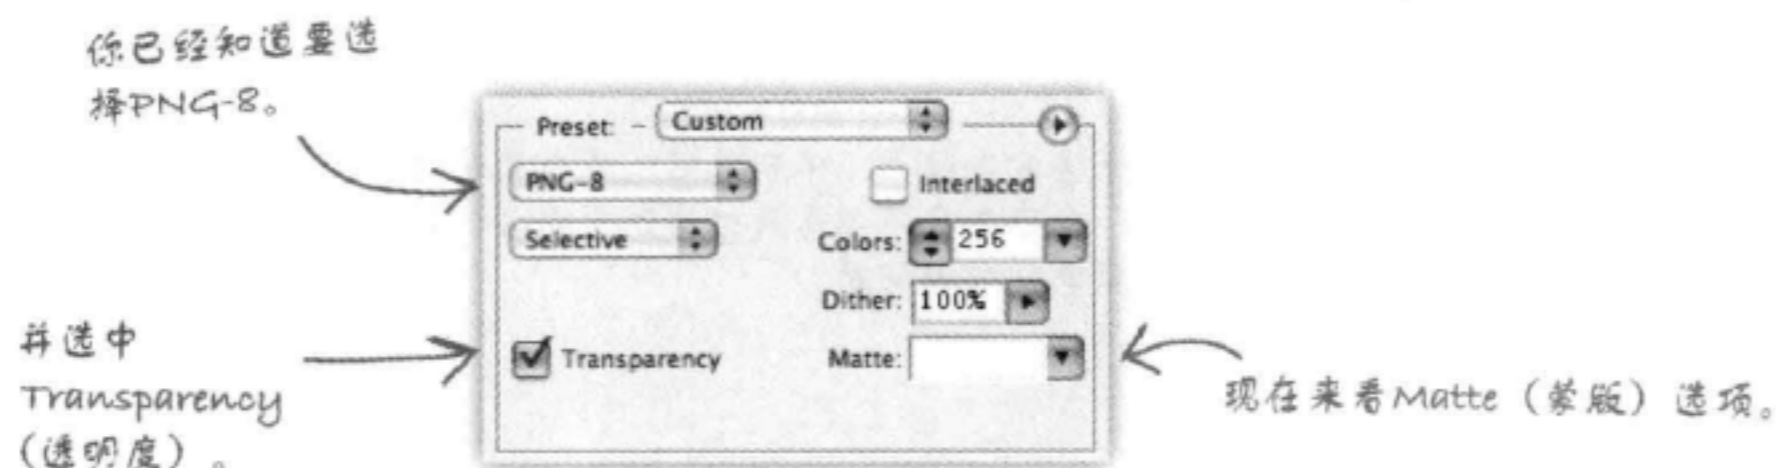 你已经知道要选
择PNG-8。
Preset: Custom
PNG-8 Interlaced
Selective Colors: 256
Dither: 100%
Transparency Matte:
并选中
Transparency
(透明度)。
现在来看Matte(蒙版)选项。